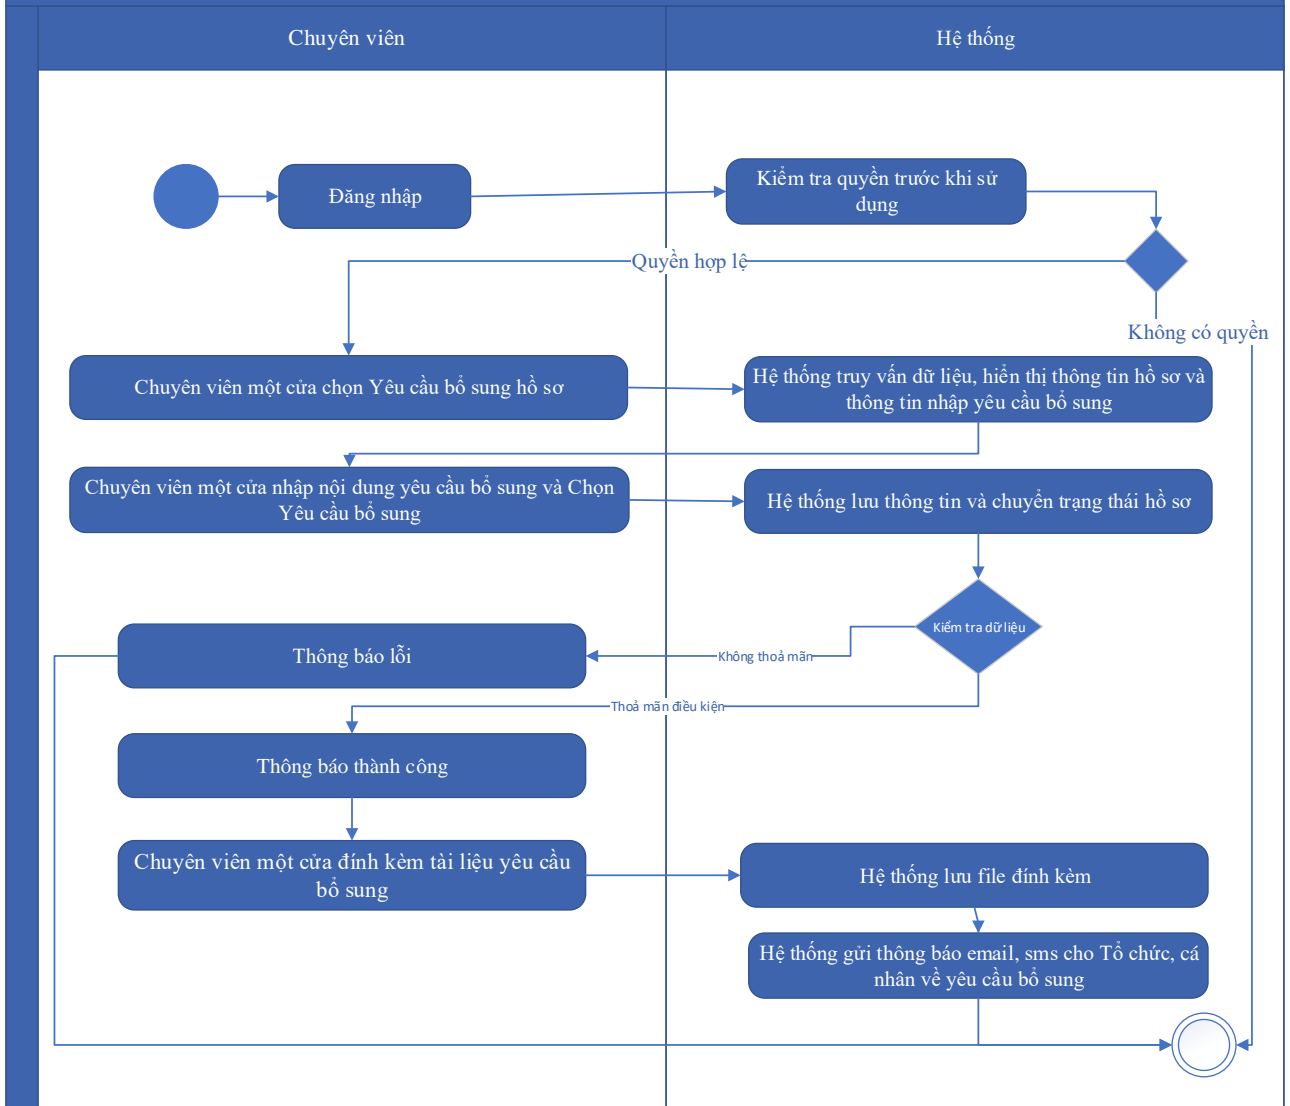 Chuyên viên
Hệ thống
Đăng nhập
Kiểm tra quyền trước khi sử
dụng
Quyền hợp lệ
Không có quyền
Chuyên viên một cửa chọn Yêu cầu bổ sung hồ sơ
Hệ thống truy vấn dữ liệu, hiển thị thông tin hồ sơ và
thông tin nhập yêu cầu bổ sung
Chuyên viên một cửa nhập nội dung yêu cầu bổ sung và Chọn
Yêu cầu bổ sung
Hệ thống lưu thông tin và chuyển trạng thái hồ sơ
Kiểm tra dữ liệu
Thông báo lỗi
Không thoả mãn
Thoả mãn điều kiện
Thông báo thành công
Chuyên viên một cửa đính kèm tài liệu yêu cầu
bổ sung
Hệ thống lưu file đính kèm
Hệ thống gửi thông báo email, sms cho Tổ chức, cá
nhân về yêu cầu bổ sung